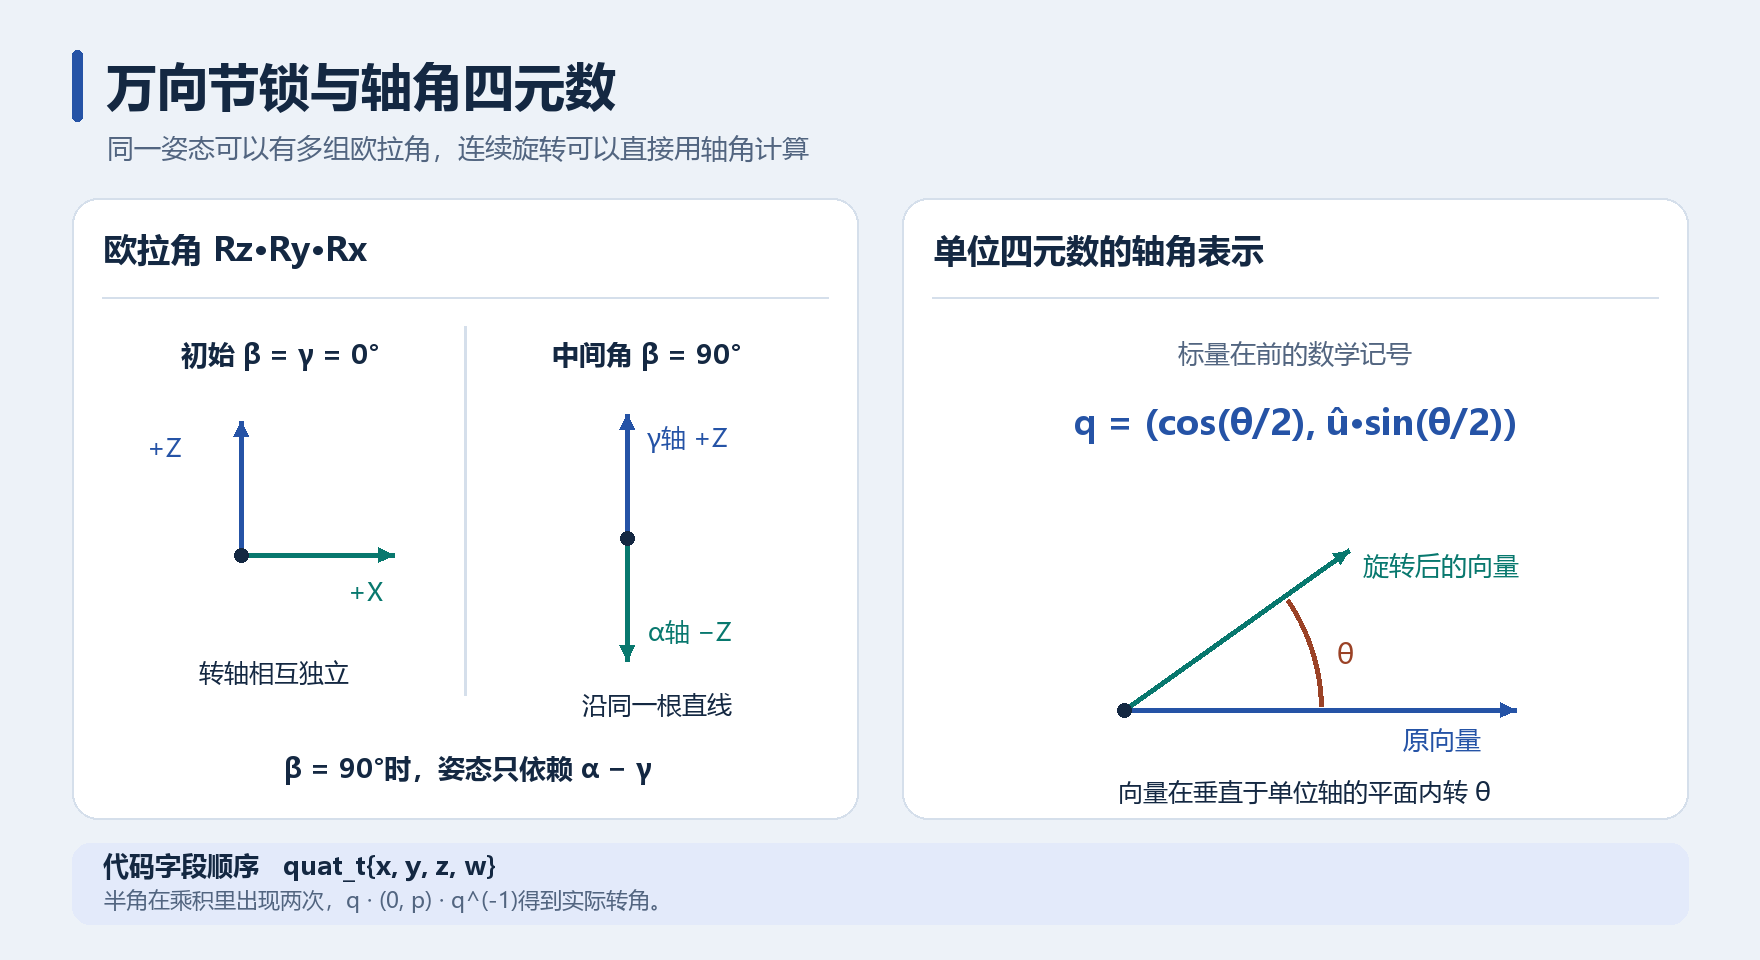 万向节锁与轴角四元数
同一姿态可以有多组欧拉角，连续旋转可以直接用轴角计算
欧拉角 Rz•Ry•Rx
初始 β = γ = 0°
+Z
+X
转轴相互独立
中间角 β = 90°
γ轴 +Z
α轴 −Z
沿同一根直线
β = 90°时，姿态只依赖 α − γ
单位四元数的轴角表示
标量在前的数学记号
q = (cos(θ/2), û•sin(θ/2))
旋转后的向量
θ
原向量
向量在垂直于单位轴的平面内转 θ
代码字段顺序 quat_t{x, y, z, w}
半角在乘积里出现两次，q · (0, p) · q^(-1)得到实际转角。